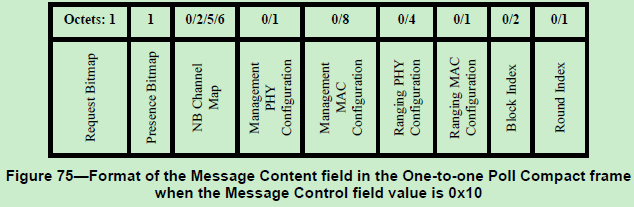 Octets: 1 1 0/2/5/6 0/1 0/8 0/4 0/1 0/2 0/1
Request Bitmap
Presence Bitmap
NB Channel
Map
Management
PHY
Configuration
Management
MAC
Configuration
Ranging PHY
Configuration
Ranging MAC
Configuration
Block Index
Round Index
Figure 75—Format of the Message Content field in the One-to-one Poll Compact frame
when the Message Control field value is 0x10